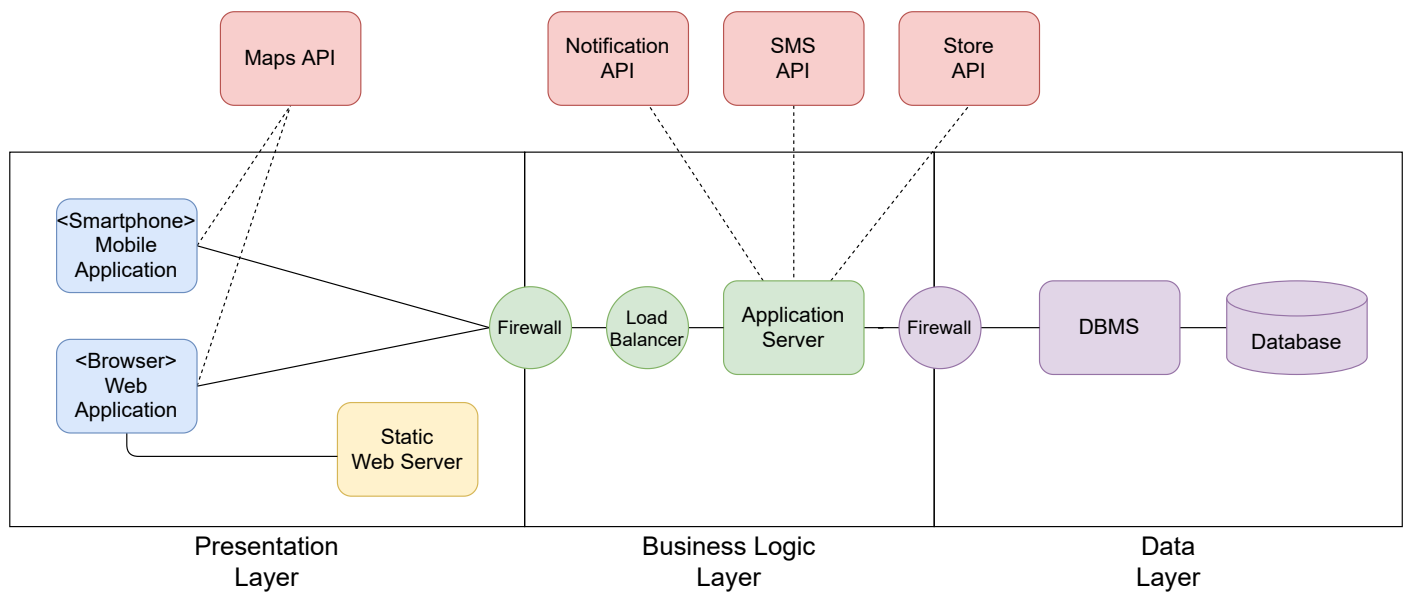 Maps API
Notification
API
SMS
API
Store
API
<Smartphone>
Mobile
Application
<Browser>
Web
Application
Static
Web Server
Firewall
Load
Balancer
Application
Server
Firewall
DBMS
Database
Presentation
Layer
Business Logic
Layer
Data
Layer